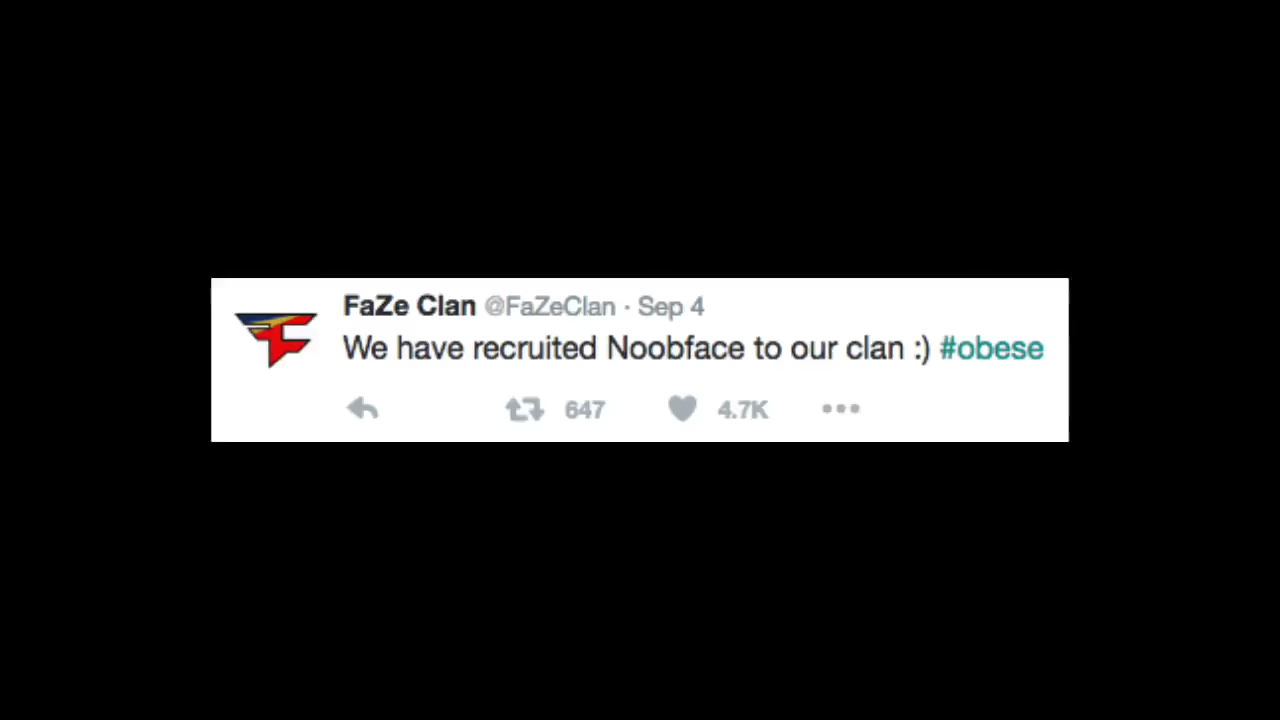 FaZe Clan @FaZeClan · Sep 4
We have recruited Noobface to our clan :) #obese
647 4.7K